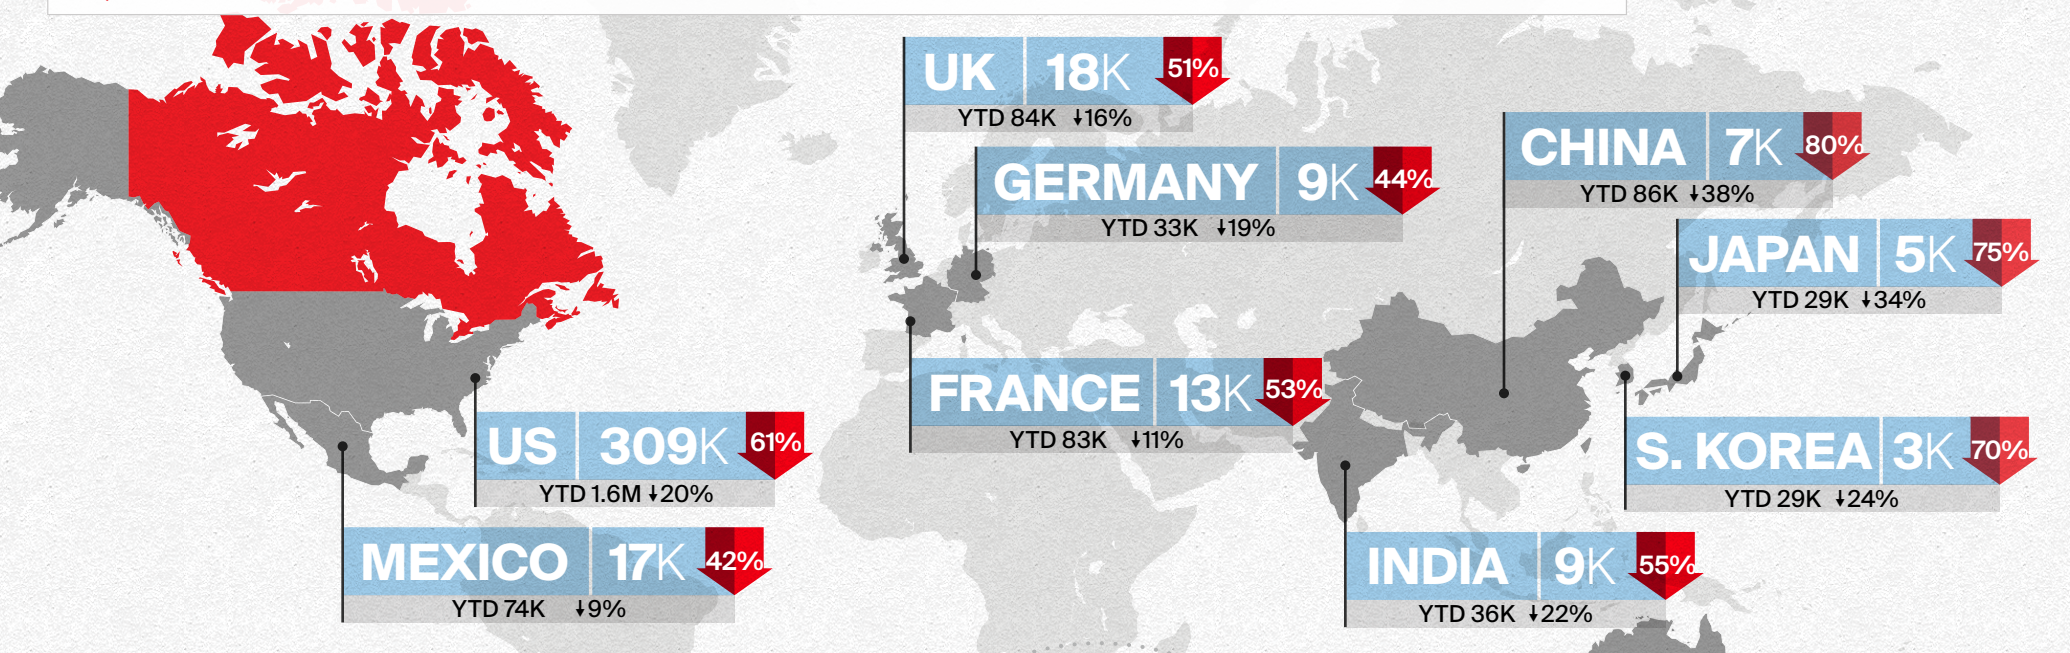 UK 18K 51%
YTD 84K ↓16%
GERMANY 9K 44%
YTD 33K ↓19%
CHINA 7K 80%
YTD 86K ↓38%
JAPAN 5K 75%
YTD 29K ↓34%
FRANCE 13K 53%
YTD 83K ↓11%
US 309K 61%
YTD 1.6M ↓20%
S. KOREA 3K 70%
YTD 29K ↓24%
MEXICO 17K 42%
YTD 74K ↓9%
INDIA 9K 55%
YTD 36K ↓22%